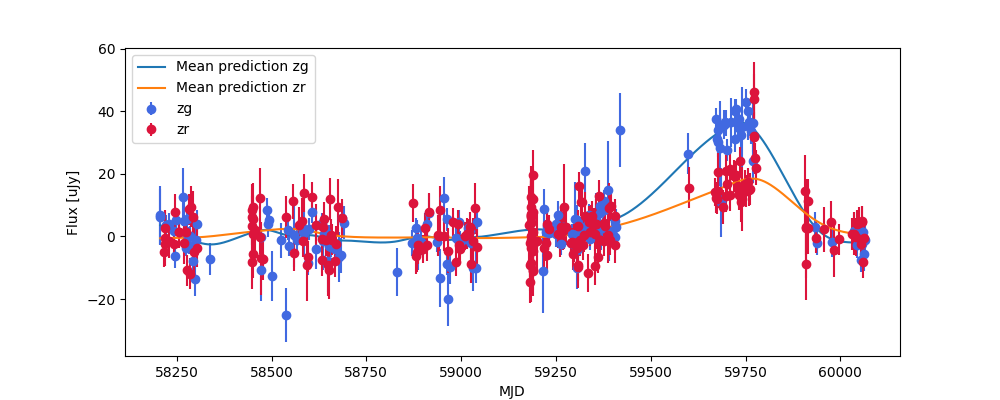 60
40
20
0
−20
Flux [uJy]
Mean prediction zg
Mean prediction zr
zg
zr
58250 58500 58750 59000 59250 59500 59750 60000
MJD